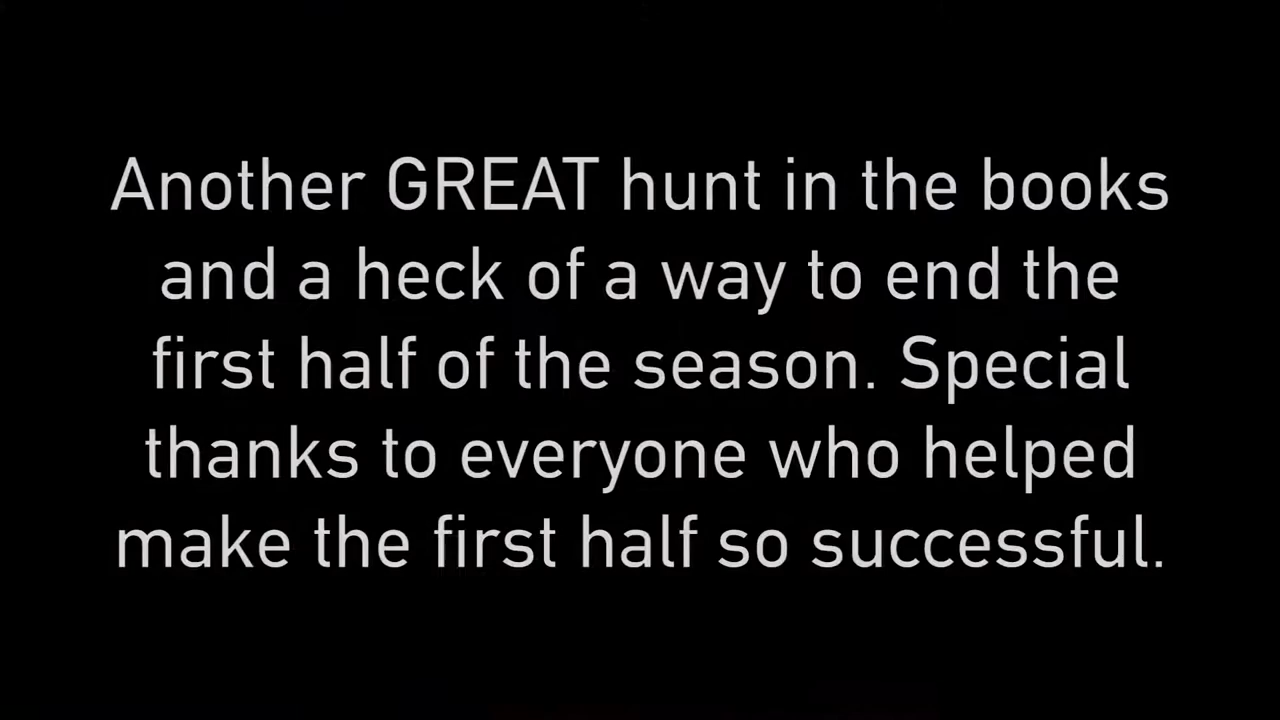 Another GREAT hunt in the books
and a heck of a way to end the
first half of the season. Special
thanks to everyone who helped
make the first half so successful.